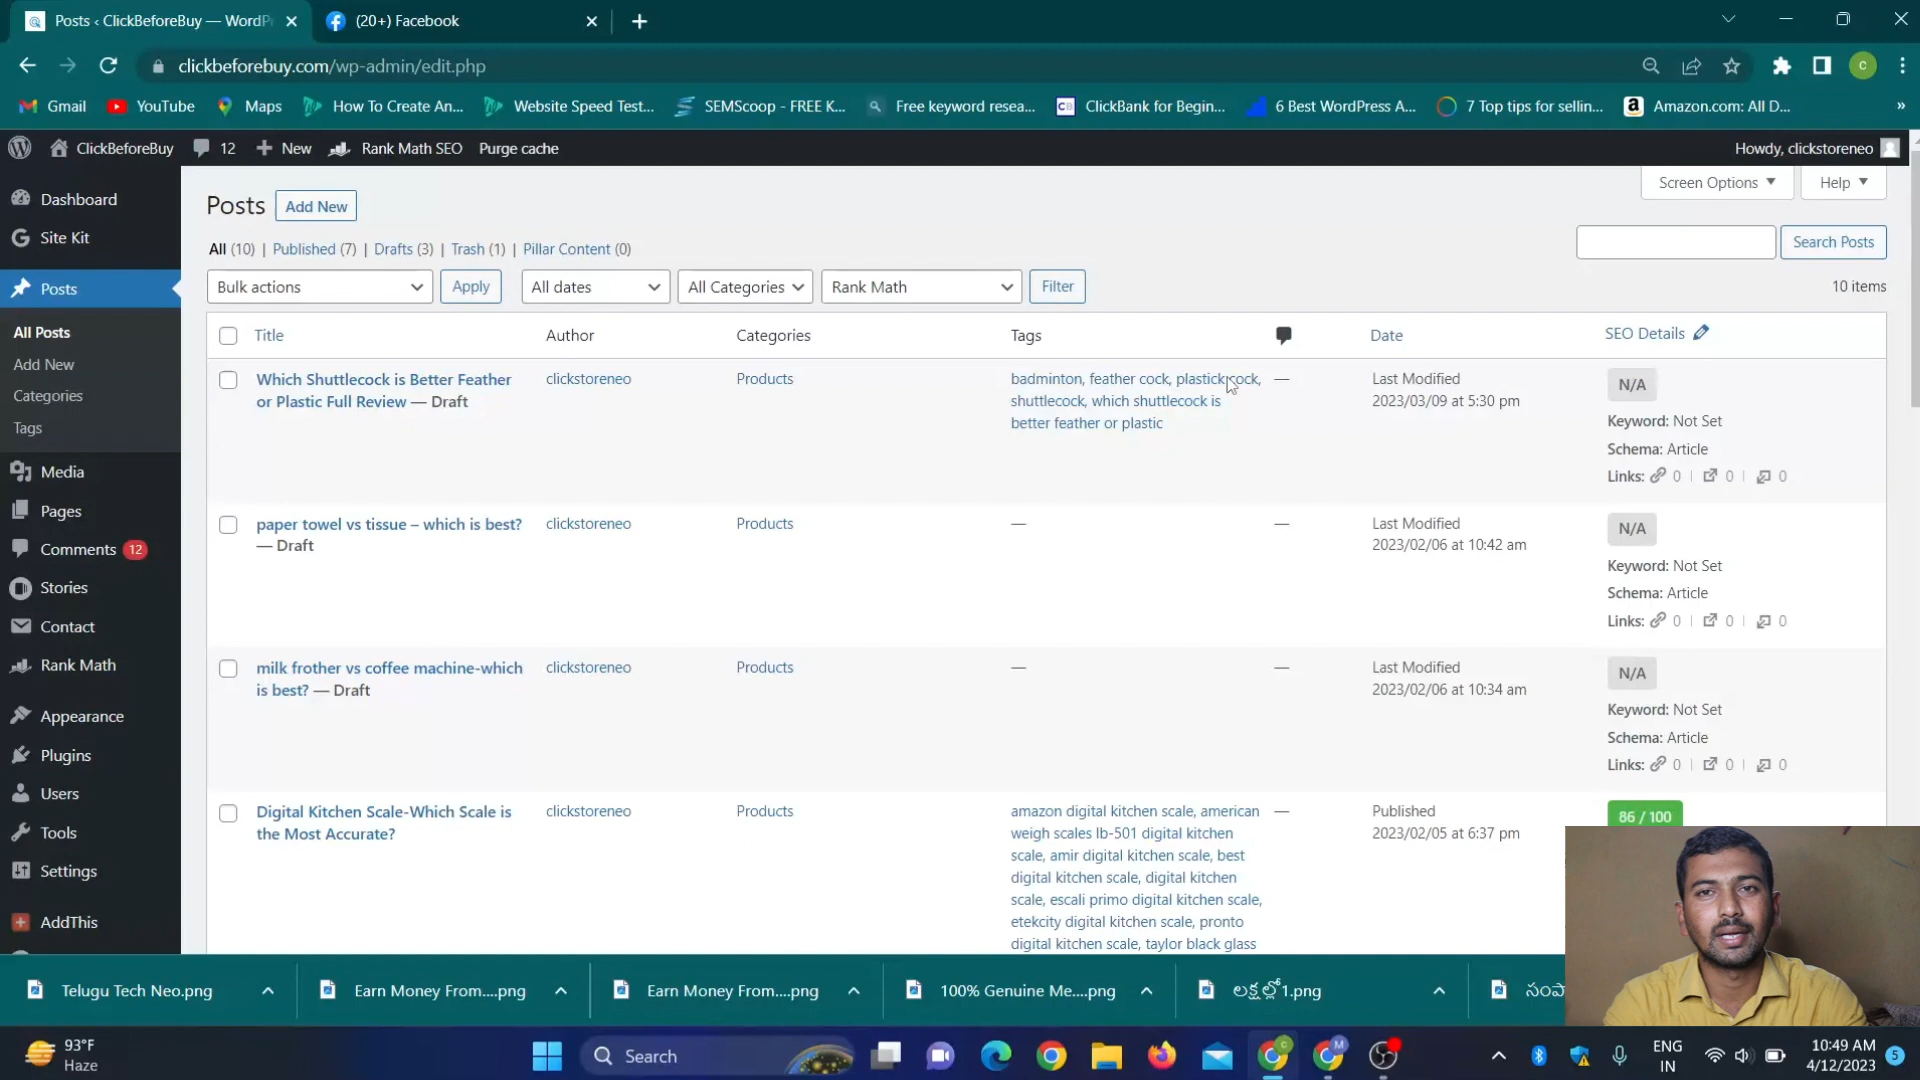 Posts ‹ ClickBeforeBuy — WordP
(20+) Facebook
clickbeforebuy.com/wp-admin/edit.php
C
Gmail YouTube Maps How To Create An... Website Speed Test... SEMScoop - FREE K... Free keyword resea... CB ClickBank for Begin... 6 Best WordPress A... 7 Top tips for sellin... Amazon.com: All D... »
ClickBeforeBuy 12 New Rank Math SEO Purge cache Howdy, clickstoreneo
Screen Options Help
Dashboard
Site Kit
Posts
All Posts
Add New
Categories
Tags
Media
Pages
Comments 12
Stories
Contact
Rank Math
Appearance
Plugins
Users
Tools
Settings
AddThis
Posts Add New
All (10) | Published (7) | Drafts (3) | Trash (1) | Pillar Content (0)
Search Posts
Bulk actions Apply All dates All Categories Rank Math Filter 10 items
Title Author Categories Tags Date SEO Details
Which Shuttlecock is Better Feather
or Plastic Full Review — Draft
clickstoreneo
Products
badminton, feather cock, plastick cock,
shuttlecock, which shuttlecock is
better feather or plastic
—
Last Modified
2023/03/09 at 5:30 pm
N/A
Keyword: Not Set
Schema: Article
Links: 0 | 0 | 0
paper towel vs tissue – which is best?
— Draft
clickstoreneo
Products
—
—
Last Modified
2023/02/06 at 10:42 am
N/A
Keyword: Not Set
Schema: Article
Links: 0 | 0 | 0
milk frother vs coffee machine-which
is best? — Draft
clickstoreneo
Products
—
—
Last Modified
2023/02/06 at 10:34 am
N/A
Keyword: Not Set
Schema: Article
Links: 0 | 0 | 0
Digital Kitchen Scale-Which Scale is
the Most Accurate?
clickstoreneo
Products
amazon digital kitchen scale, american
weigh scales lb-501 digital kitchen
scale, amir digital kitchen scale, best
digital kitchen scale, digital kitchen
scale, escali primo digital kitchen scale,
etekcity digital kitchen scale, pronto
digital kitchen scale, taylor black glass
—
Published
2023/02/05 at 6:37 pm
86 / 100
Telugu Tech Neo.png Earn Money From....png Earn Money From....png 100% Genuine Me....png లక్షల్లో1.png సంపా
93°F
Haze
Search
ENG
IN
10:49 AM
4/12/2023
5